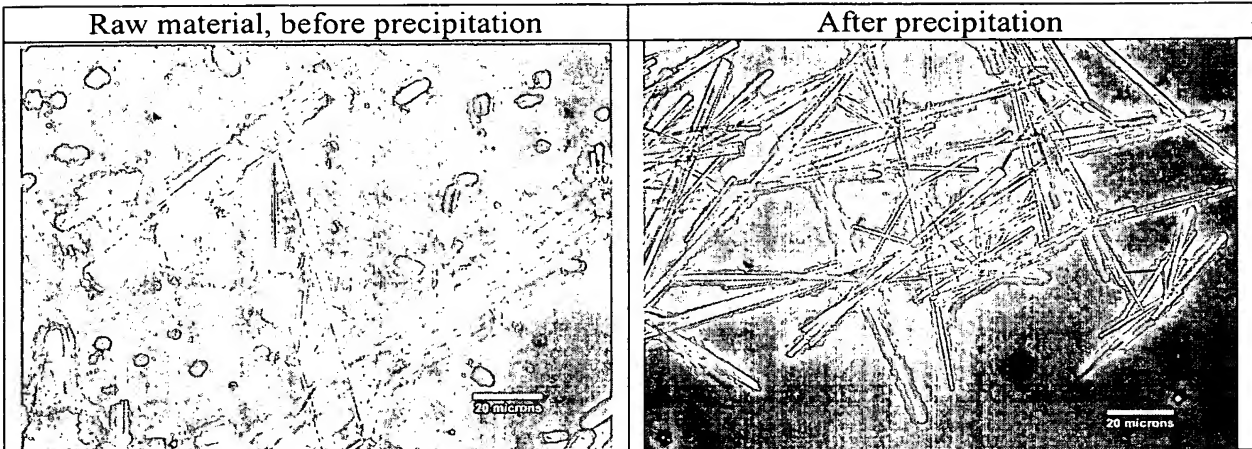 Raw material, before precipitation
After precipitation
20 microns
20 microns